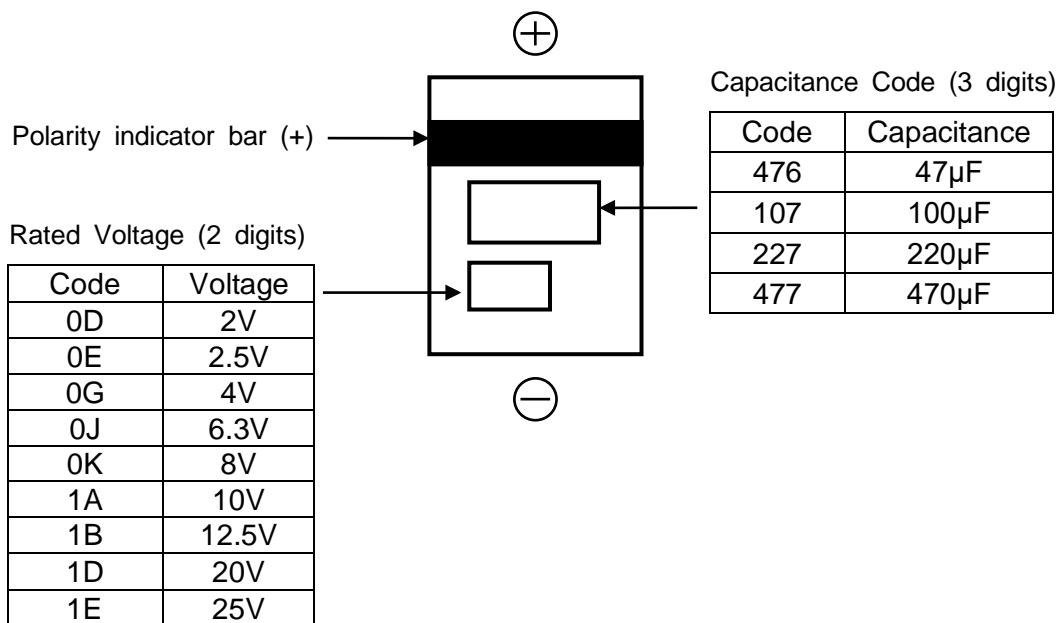 +
Capacitance Code (3 digits)
Code Capacitance
476 47µF
107 100µF
227 220µF
477 470µF
Polarity indicator bar (+)
Rated Voltage (2 digits)
Code Voltage
0D 2V
0E 2.5V
0G 4V
0J 6.3V
0K 8V
1A 10V
1B 12.5V
1D 20V
1E 25V
−